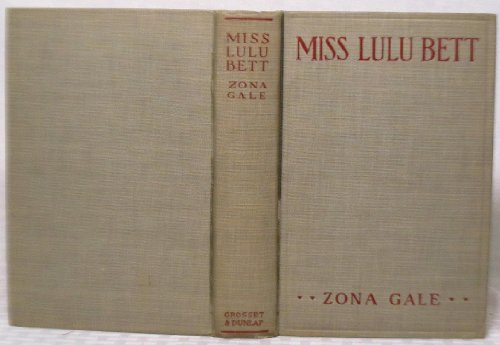 MISS
LULU
BETT
ZONA
GALE
GROSSET
& DUNLAP
MISS LULU BETT
•• ZONA GALE ••